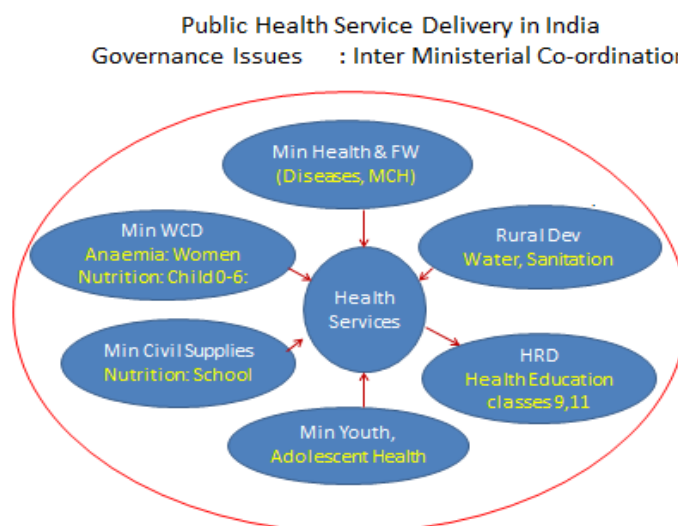 Public Health Service Delivery in India
Governance Issues : Inter Ministerial Co-ordination
Min Health & FW
(Diseases, MCH)
Min WCD
Anaemia: Women
Nutrition: Child 0-6:
Rural Dev
Water, Sanitation
Health
Services
Min Civil Supplies
Nutrition: School
HRD
Health Education
classes 9,11
Min Youth,
Adolescent Health